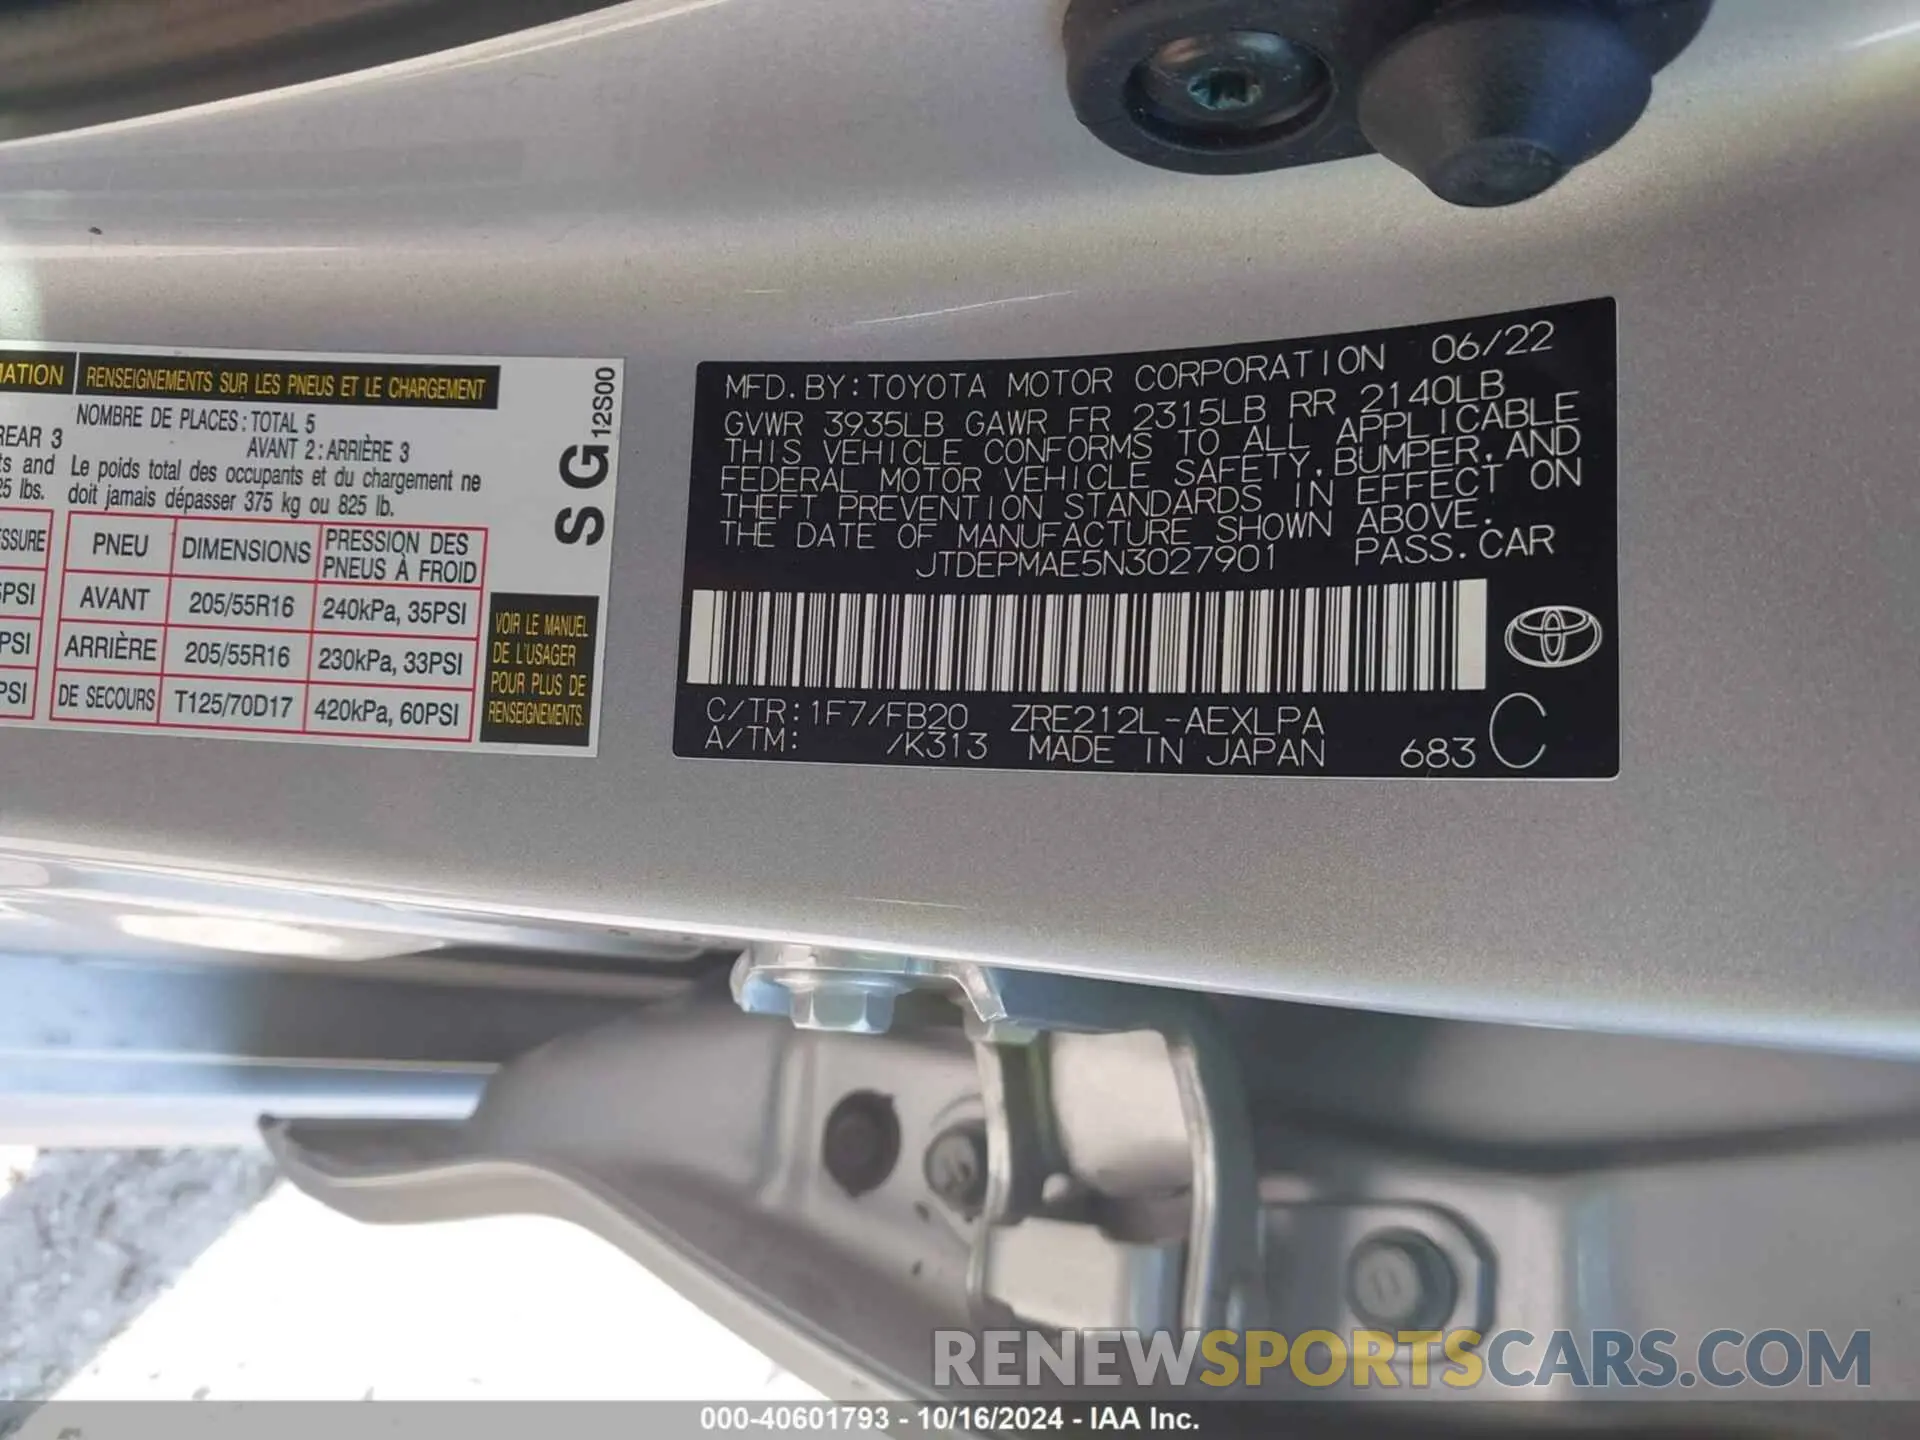 MATION
RENSEIGNEMENTS SUR LES PNEUS ET LE CHARGEMENT
NOMBRE DE PLACES : TOTAL 5
REAR 3
AVANT 2 : ARRIÈRE 3
ts and
Le poids total des occupants et du chargement ne
25 lbs.
doit jamais dépasser 375 kg ou 825 lb.
SSURE
PNEU DIMENSIONS PRESSION DES
PNEUS À FROID
5PSI
AVANT 205/55R16 240kPa, 35PSI
PSI
ARRIÈRE 205/55R16 230kPa, 33PSI
PSI
DE SECOURS T125/70D17 420kPa, 60PSI
S G 12S00
VOIR LE MANUEL
DE L'USAGER
POUR PLUS DE
RENSEIGNEMENTS.
MFD. BY: TOYOTA MOTOR CORPORATION 06/22
GVWR 3935LB GAWR FR 2315LB RR 2140LB
THIS VEHICLE CONFORMS TO ALL APPLICABLE
FEDERAL MOTOR VEHICLE SAFETY, BUMPER, AND
THEFT PREVENTION STANDARDS IN EFFECT ON
THE DATE OF MANUFACTURE SHOWN ABOVE.
JTDEPMAE5N3027901 PASS. CAR
C/TR: 1F7/FB20 ZRE212L-AEXLPA
A/TM: /K313 MADE IN JAPAN 683 C
RENEWSPORTSCARS.COM
000-40601793 - 10/16/2024 - IAA Inc.